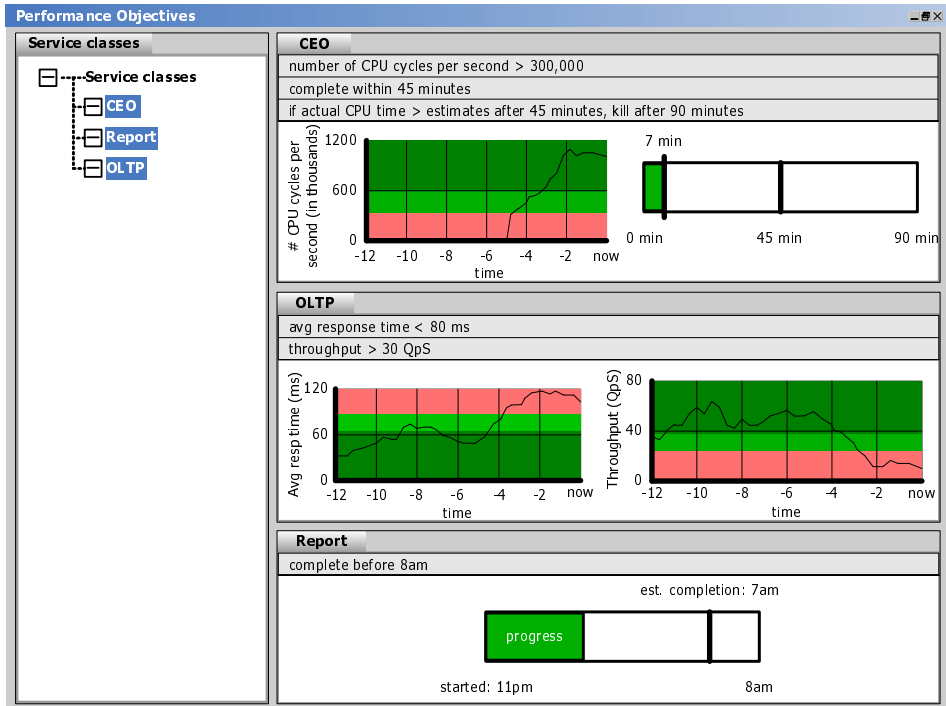 Performance Objectives
Service classes
Service classes
CEO
Report
OLTP
CEO
number of CPU cycles per second > 300,000
complete within 45 minutes
if actual CPU time > estimates after 45 minutes, kill after 90 minutes
# CPU cycles per
second (in thousands)
1200
600
0
-12 -10 -8 -6 -4 -2 now
time
7 min
0 min 45 min 90 min
OLTP
avg response time < 80 ms
throughput > 30 QpS
Avg resp time (ms)
120
60
0
-12 -10 -8 -6 -4 -2 now
time
Throughput (QpS)
80
40
0
-12 -10 -8 -6 -4 -2 now
time
Report
complete before 8am
est. completion: 7am
progress
started: 11pm 8am